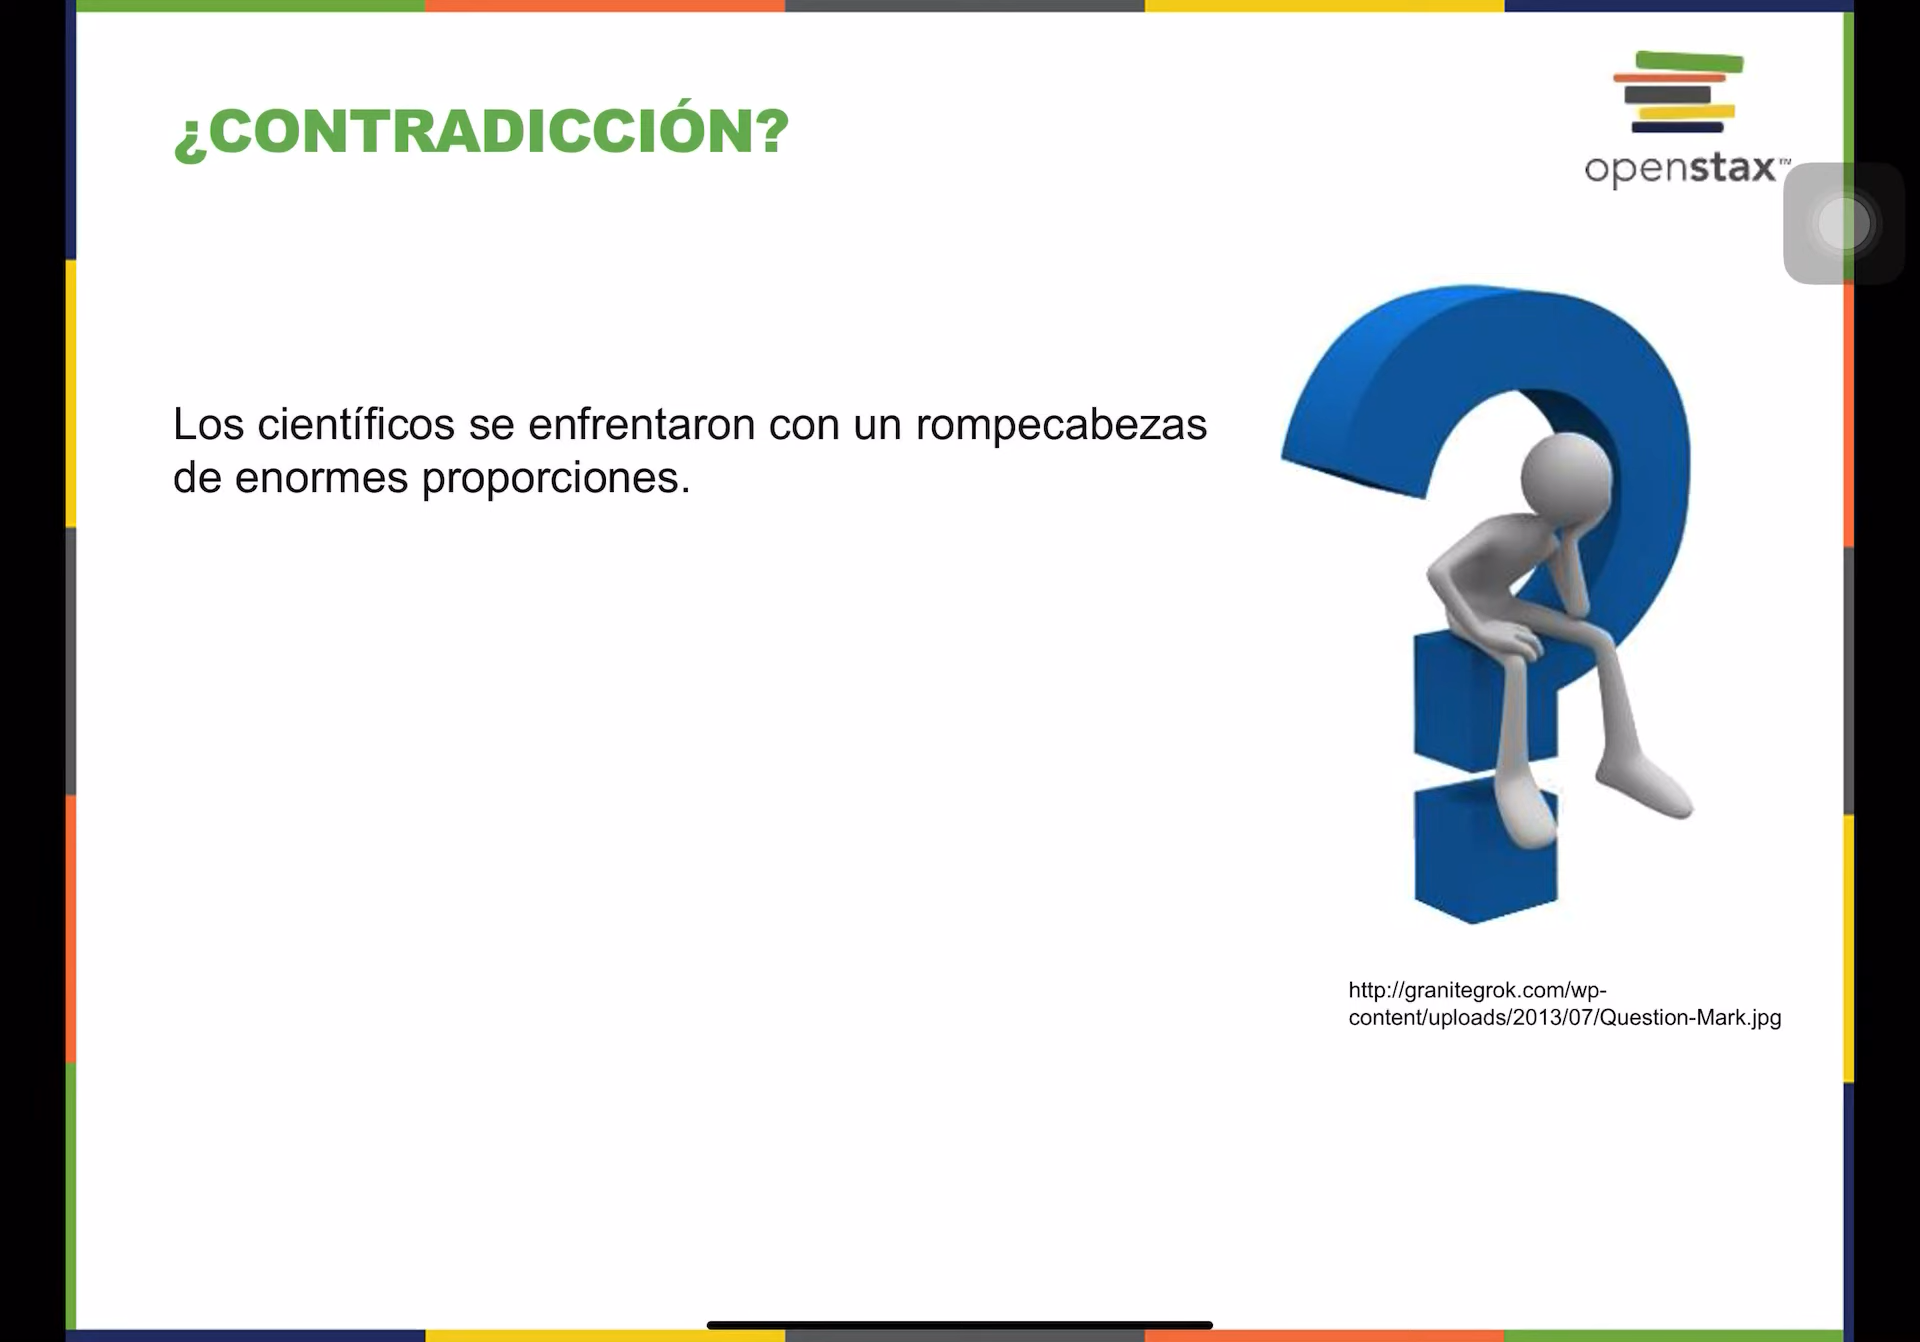 ¿CONTRADICCIÓN?
openstax™
Los científicos se enfrentaron con un rompecabezas
de enormes proporciones.
http://granitegrok.com/wp-
content/uploads/2013/07/Question-Mark.jpg